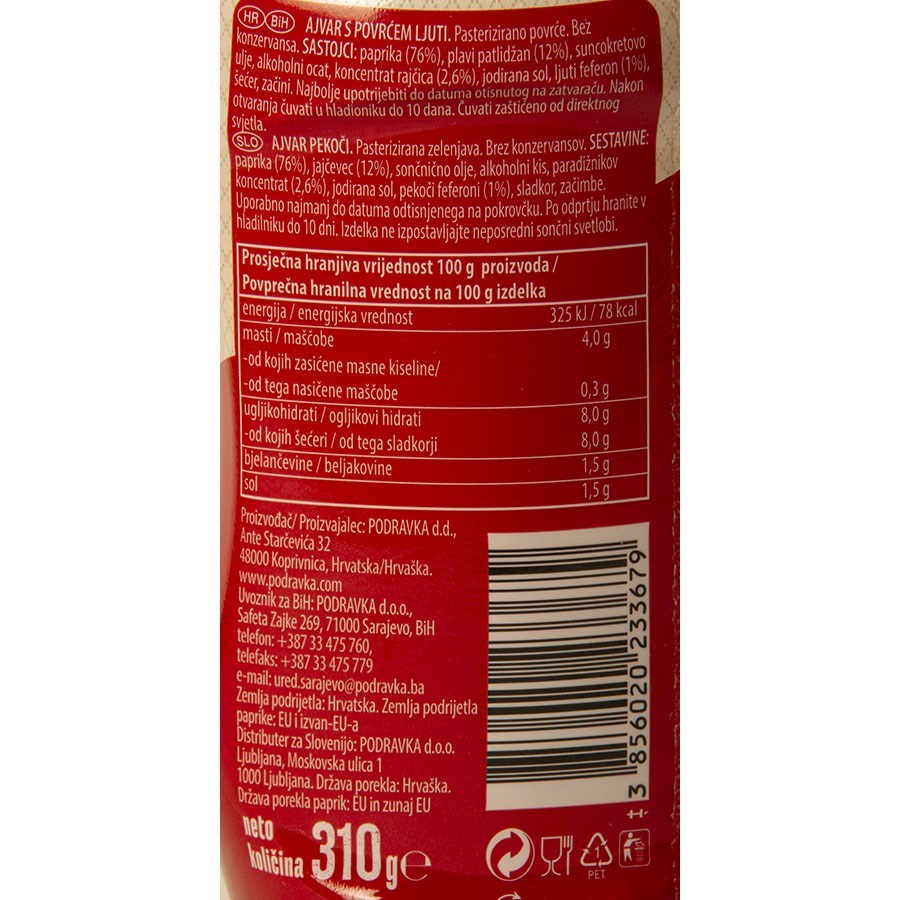 HR BiH AJVAR S POVRĆEM LJUTI. Pasterizirano povrće. Bez
konzervansa. SASTOJCI: paprika (76%), plavi patlidžan (12%), suncokretovo
ulje, alkoholni ocat, koncentrat rajčica (2,6%), jodirana sol, ljuti feferon (1%),
šećer, začini. Najbolje upotrijebiti do datuma otisnutog na zatvaraču. Nakon
otvaranja čuvati u hladioniku do 10 dana. Čuvati zaštićeno od direktnog
svjetla.
SLO AJVAR PEKOČI. Pasterizirana zelenjava. Brez konzervansov. SESTAVINE:
paprika (76%), jajčevec (12%), sončnično olje, alkoholni kis, paradižnikov
koncentrat (2,6%), jodirana sol, pekoči feferoni (1%), sladkor, začimbe.
Uporabno najmanj do datuma odtisnjenega na pokrovčku. Po odprtju hranite v
hladilniku do 10 dni. Izdelka ne izpostavljajte neposredni sončni svetlobi.
Prosječna hranjiva vrijednost 100 g proizvoda /
Povprečna hranilna vrednost na 100 g izdelka
energija / energijska vrednost 325 kJ / 78 kcal
masti / maščobe 4,0 g
-od kojih zasićene masne kiseline/
-od tega nasičene maščobe 0,3 g
ugljikohidrati / ogljikovi hidrati 8,0 g
-od kojih šećeri / od tega sladkorji 8,0 g
bjelančevine / beljakovine 1,5 g
sol 1,5 g
Proizvođač/ Proizvajalec: PODRAVKA d.d.,
Ante Starčevića 32
48000 Koprivnica, Hrvatska/Hrvaška.
www.podravka.com
Uvoznik za BiH: PODRAVKA d.o.o.,
Safeta Zajke 269, 71000 Sarajevo, BiH
telefon: +387 33 475 760,
telefaks: +387 33 475 779
e-mail: ured.sarajevo@podravka.ba
Zemlja podrijetla: Hrvatska. Zemlja podrijetla
paprike: EU i izvan-EU-a
Distributer za Slovenijo: PODRAVKA d.o.o.
Ljubljana, Moskovska ulica 1
1000 Ljubljana. Država porekla: Hrvaška.
Država porekla paprik: EU in zunaj EU
neto
količina 310 g e
3 856020 233679
1
PET